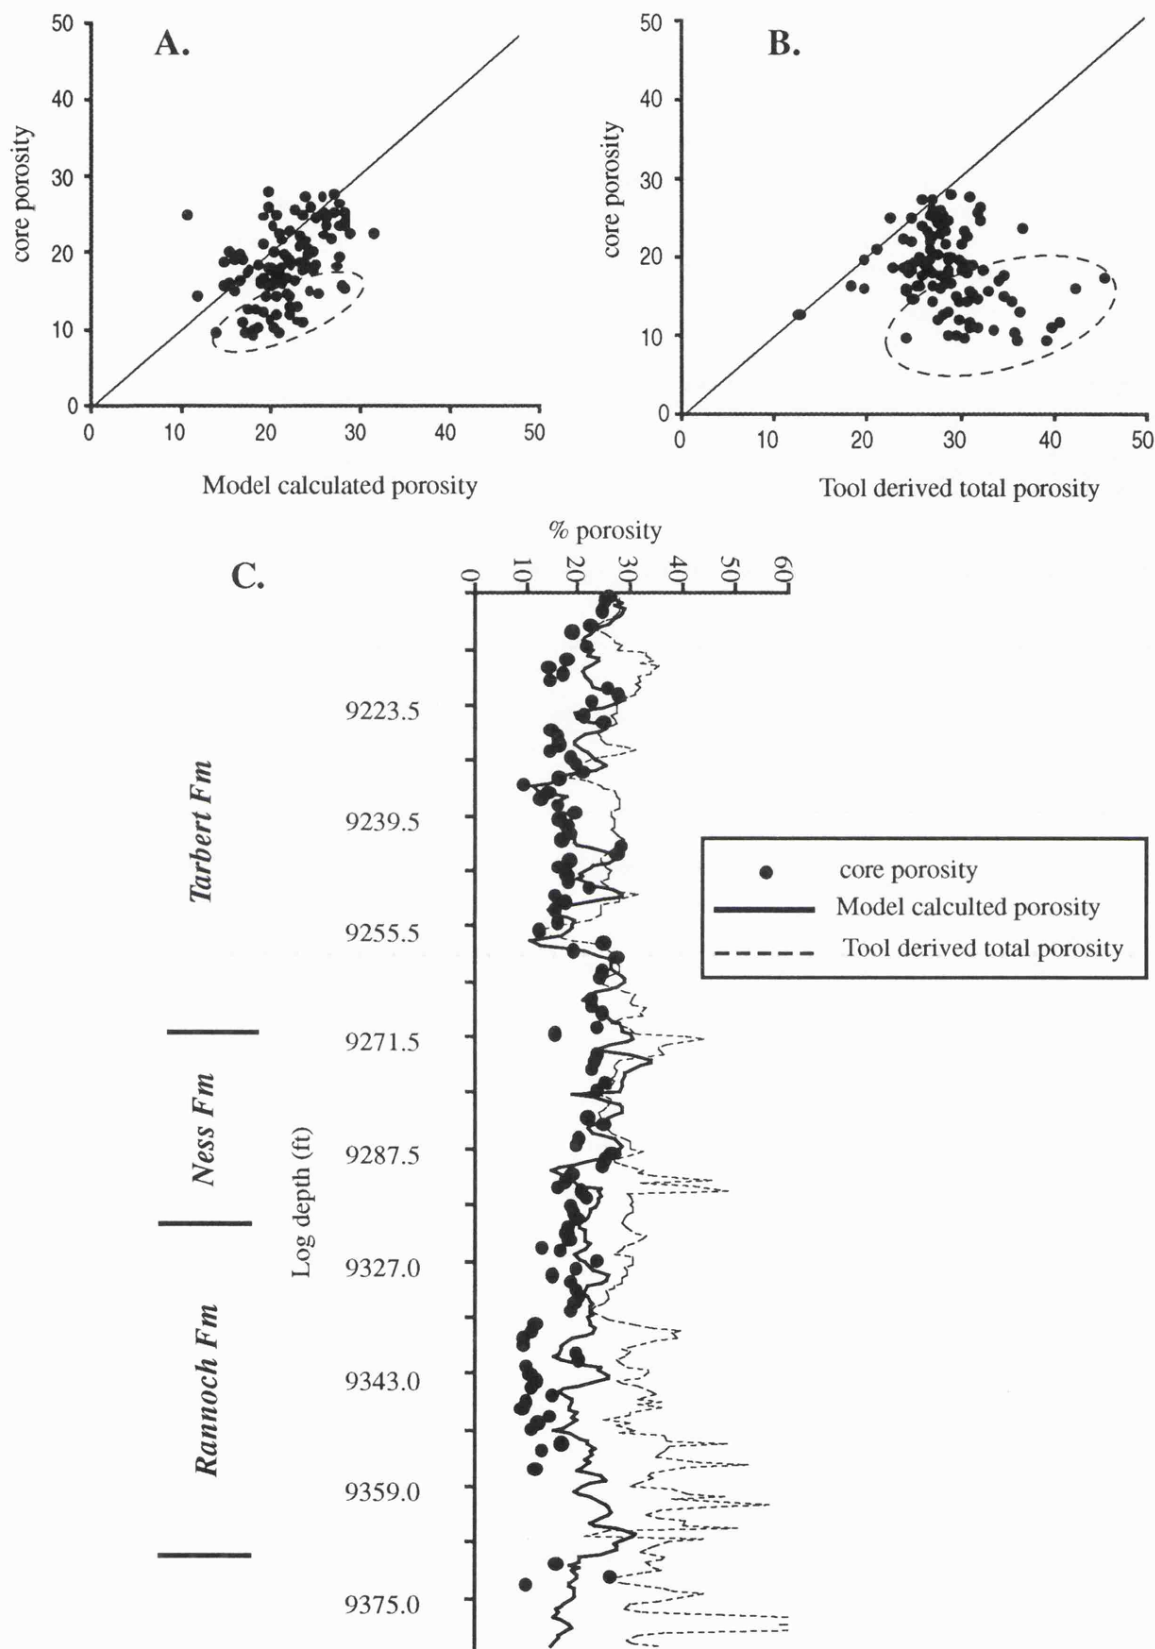 A.
50
40
30
20
10
0
core porosity
0 10 20 30 40 50
Model calculated porosity
B.
50
40
30
20
10
0
core porosity
0 10 20 30 40 50
Tool derived total porosity
C.
% porosity
0 10 20 30 40 50 60
Log depth (ft)
9223.5
9239.5
9255.5
9271.5
9287.5
9327.0
9343.0
9359.0
9375.0
Tarbert Fm
Ness Fm
Rannoch Fm
core porosity
Model calculted porosity
Tool derived total porosity